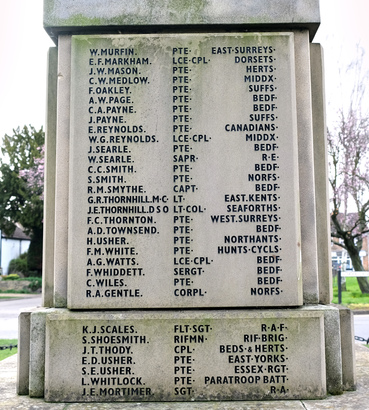 W. MURFIN. PTE· EAST·SURREYS·
E.F. MARKHAM. LCE·CPL· DORSETS·
J.W. MASON. PTE· HERTS·
C.W. MEDLOW. PTE· MIDDX·
F. OAKLEY. PTE· SUFFS·
A.W. PAGE. PTE· BEDF·
C.A. PAYNE. PTE· BEDF·
J. PAYNE. PTE· SUFFS·
E. REYNOLDS. PTE· CANADIANS·
W.G. REYNOLDS. LCE·CPL· MIDDX·
J. SEARLE. PTE· BEDF·
W. SEARLE. SAPR· R·E·
C.C. SMITH. PTE· BEDF·
S. SMITH. PTE· NORFS·
R.M. SMYTHE. CAPT· BEDF·
G.R. THORNHILL.M·C· LT· EAST.KENTS·
J.E. THORNHILL.D S O LT·COL· SEAFORTHS·
F.C. THORNTON. PTE· WEST.SURREYS·
A.D. TOWNSEND. PTE· BEDF·
H. USHER. PTE· NORTHANTS·
F.M. WHITE. PTE· HUNTS·CYCLS·
A.G. WATTS. LCE·CPL· BEDF·
F. WHIDDETT. SERGT· BEDF·
C. WILES. PTE· BEDF·
R.A. GENTLE. CORPL· NORFS·
K.J. SCALES. FLT·SGT· R·A·F·
S. SHOESMITH. RIFMN· RIF·BRIG·
J.T. THODY. CPL· BEDS·& HERTS·
E.D. USHER. PTE· EAST·YORKS·
S.E. USHER. PTE· ESSEX·RGT·
L. WHITLOCK. PTE· PARATROOP BATT·
J.E. MORTIMER. SGT· R·A·